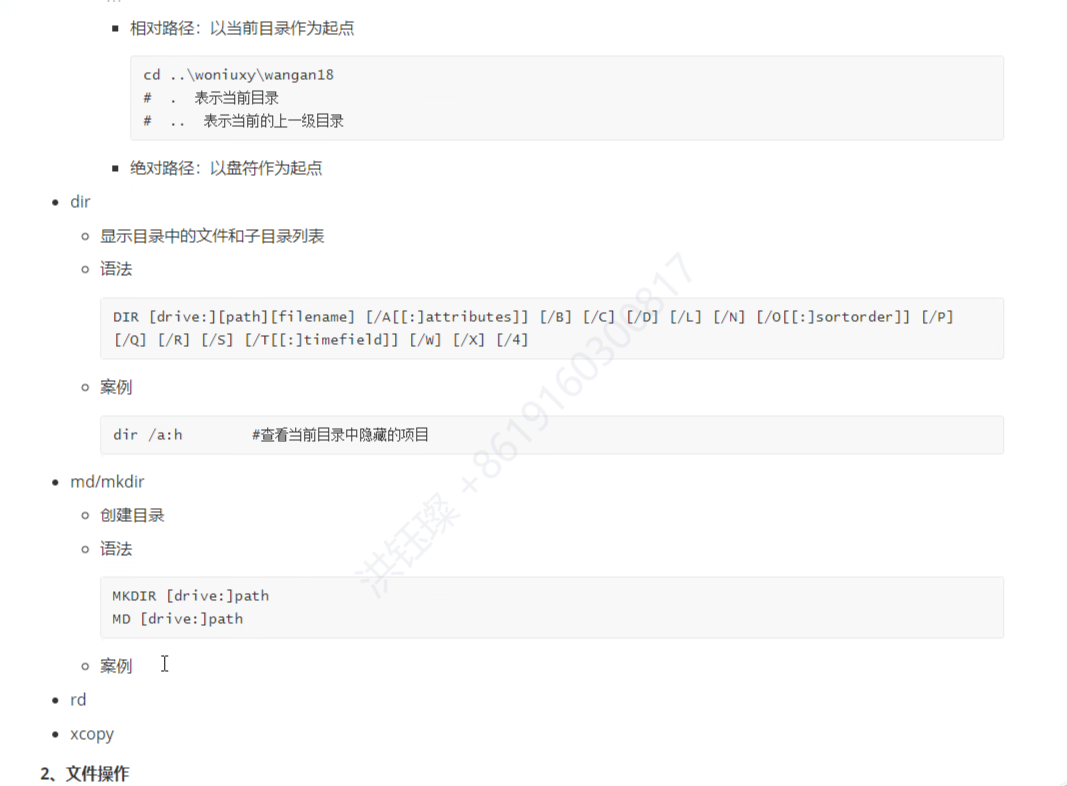 相对路径：以当前目录作为起点
cd ..\woniuxy\wangan18
# . 表示当前目录
# .. 表示当前的上一级目录
绝对路径：以盘符作为起点
dir
显示目录中的文件和子目录列表
语法
DIR [drive:][path][filename] [/A[[:]attributes]] [/B] [/C] [/D] [/L] [/N] [/O[[:]sortorder]] [/P]
[/Q] [/R] [/S] [/T[[:]timefield]] [/W] [/X] [/4]
案例
dir /a:h #查看当前目录中隐藏的项目
md/mkdir
创建目录
语法
MKDIR [drive:]path
MD [drive:]path
案例
rd
xcopy
2、文件操作
洪钰璨 +8619160300817